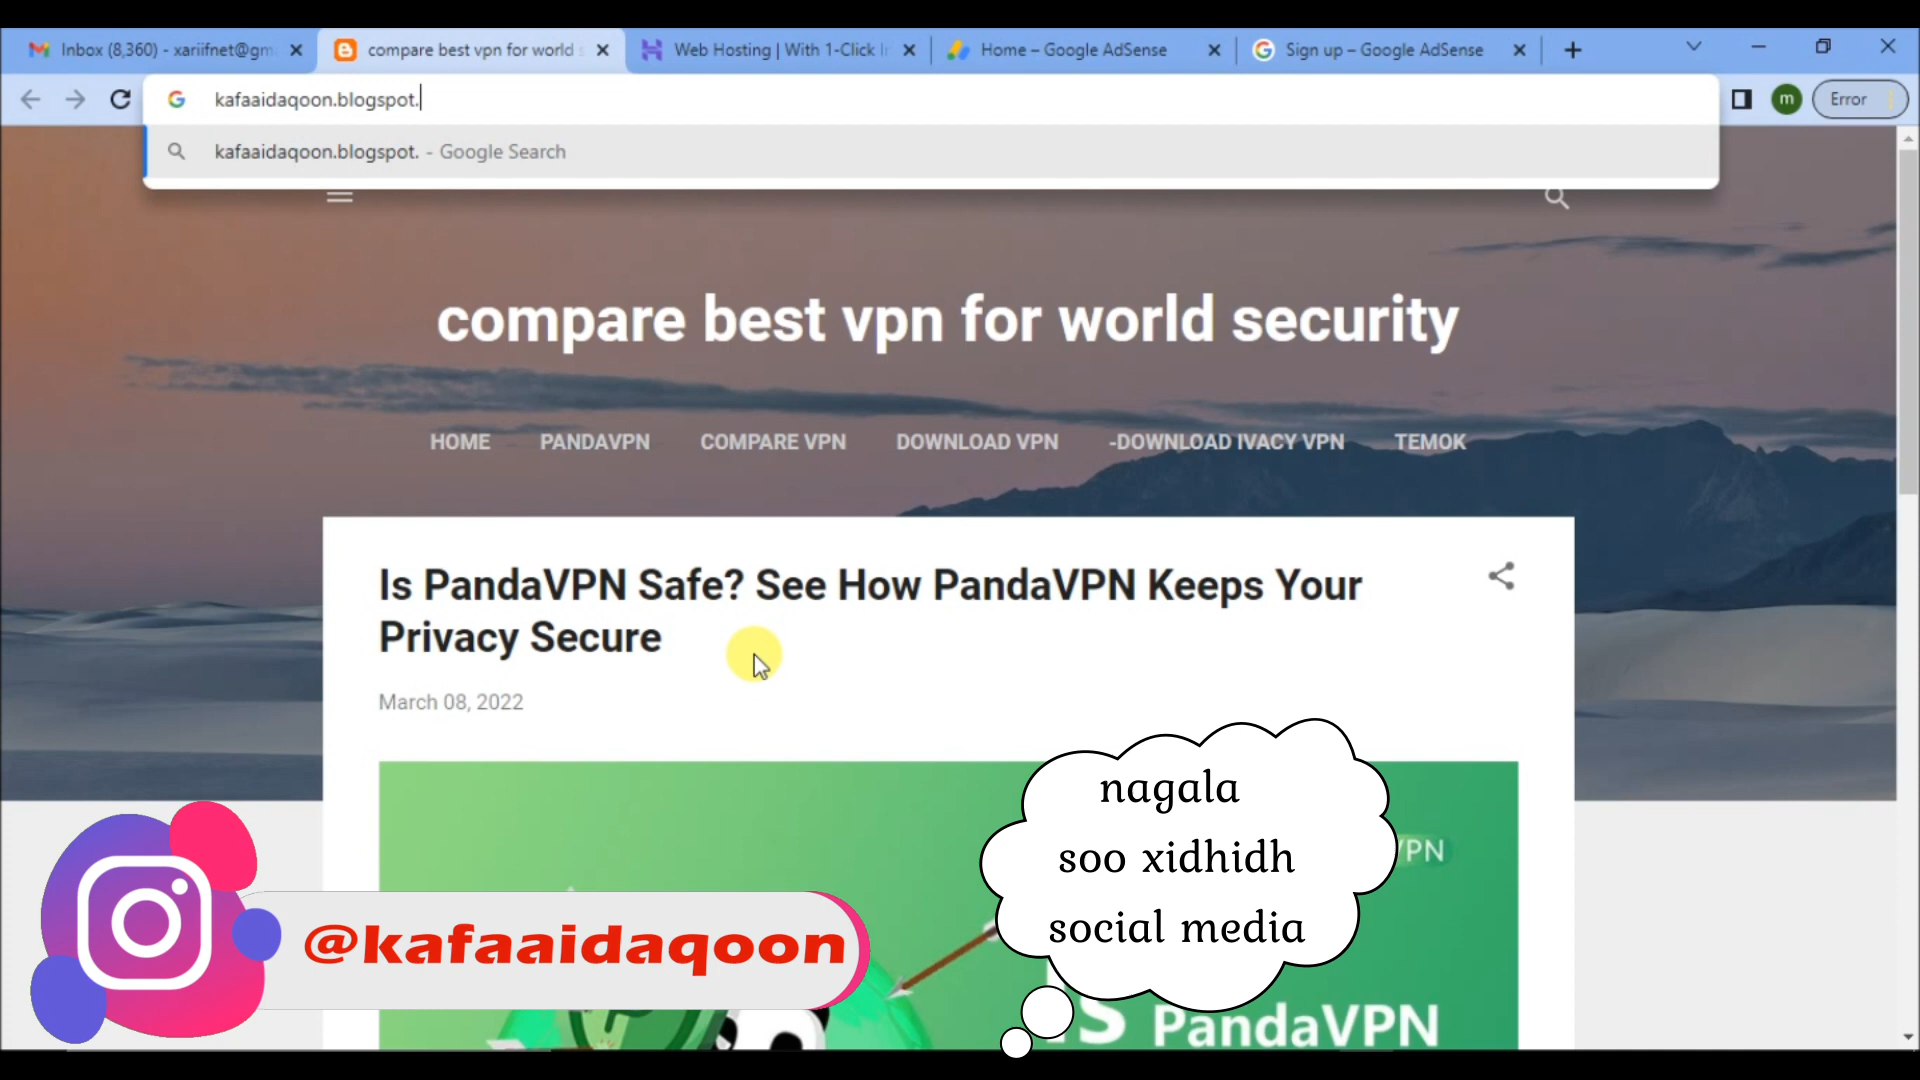 Inbox (8,360) - xariifnet@gm
compare best vpn for world s
Web Hosting | With 1-Click In
Home – Google AdSense
Sign up – Google AdSense
kafaaidaqoon.blogspot.
m
Error
kafaaidaqoon.blogspot. - Google Search
compare best vpn for world security
HOME PANDAVPN COMPARE VPN DOWNLOAD VPN -DOWNLOAD IVACY VPN TEMOK
Is PandaVPN Safe? See How PandaVPN Keeps Your
Privacy Secure
March 08, 2022
nagala
soo xidhidh
social media
VPN
@kafaaidaqoon
Is
PandaVPN